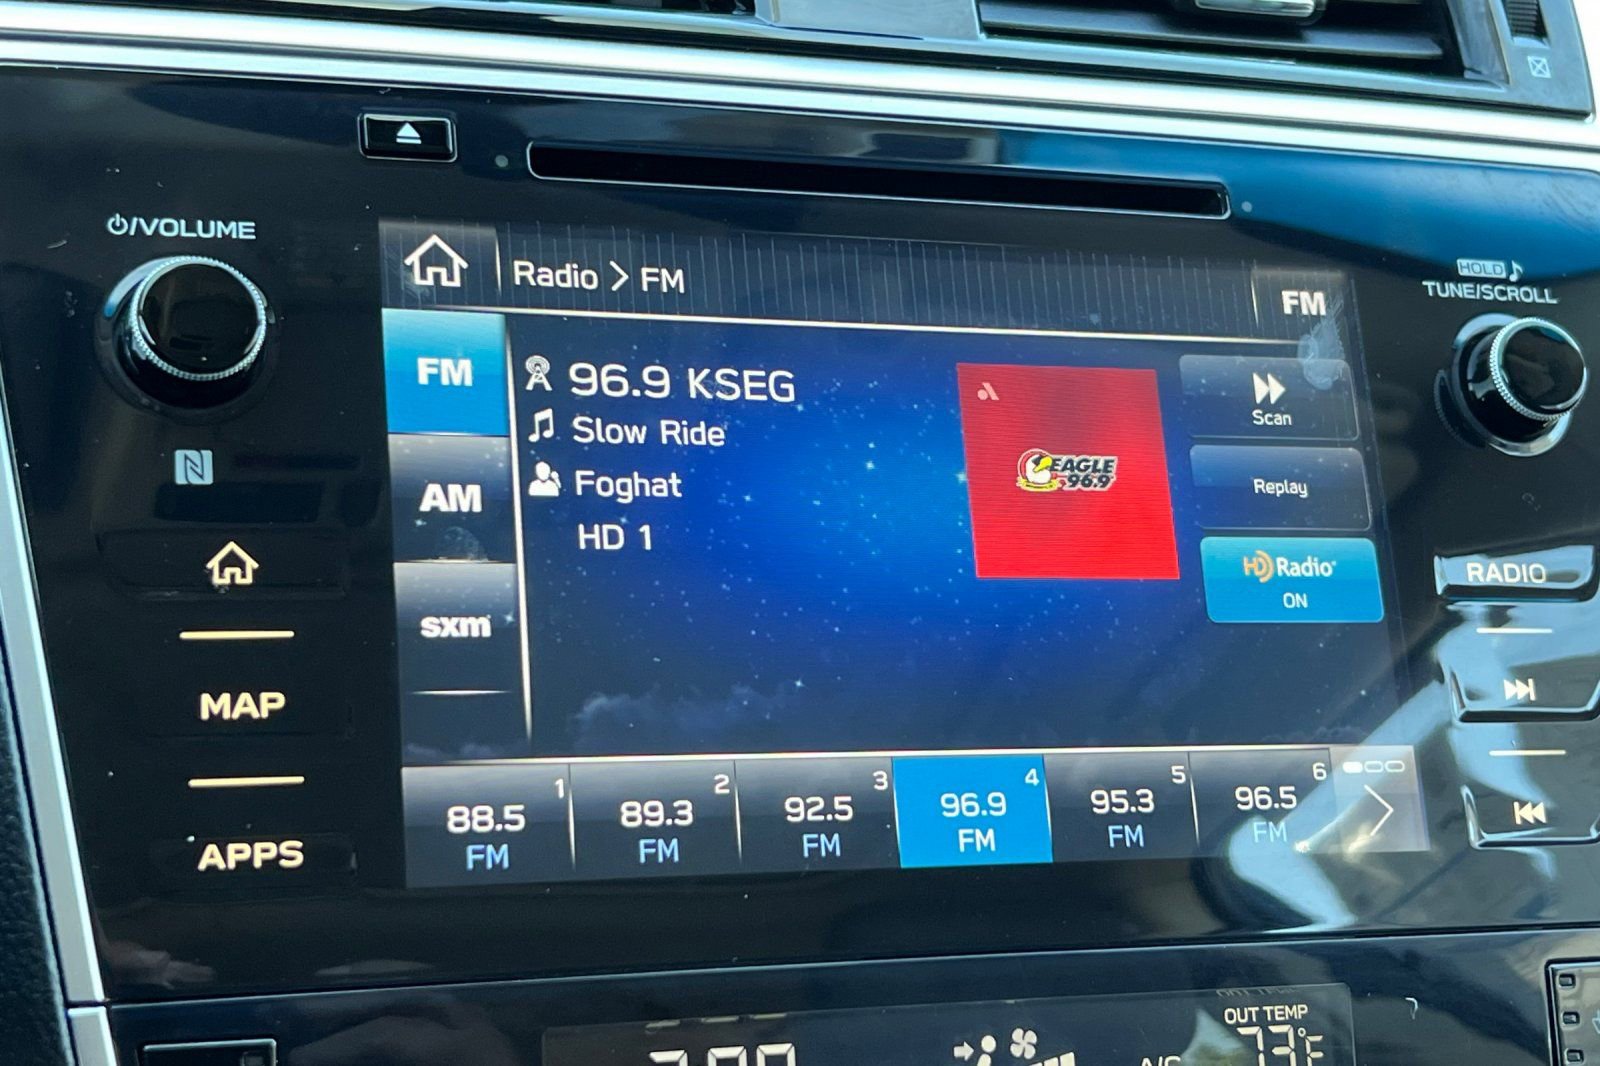 ⏻/VOLUME
HOLD ♪
TUNE/SCROLL
Radio > FM
FM
FM
AM
sxm
96.9 KSEG
Slow Ride
Foghat
HD 1
EAGLE
96.9
Scan
Replay
HD Radio
ON
MAP
APPS
RADIO
1
88.5
FM
2
89.3
FM
3
92.5
FM
4
96.9
FM
5
95.3
FM
6
96.5
FM
OUT TEMP
73°F
A/C